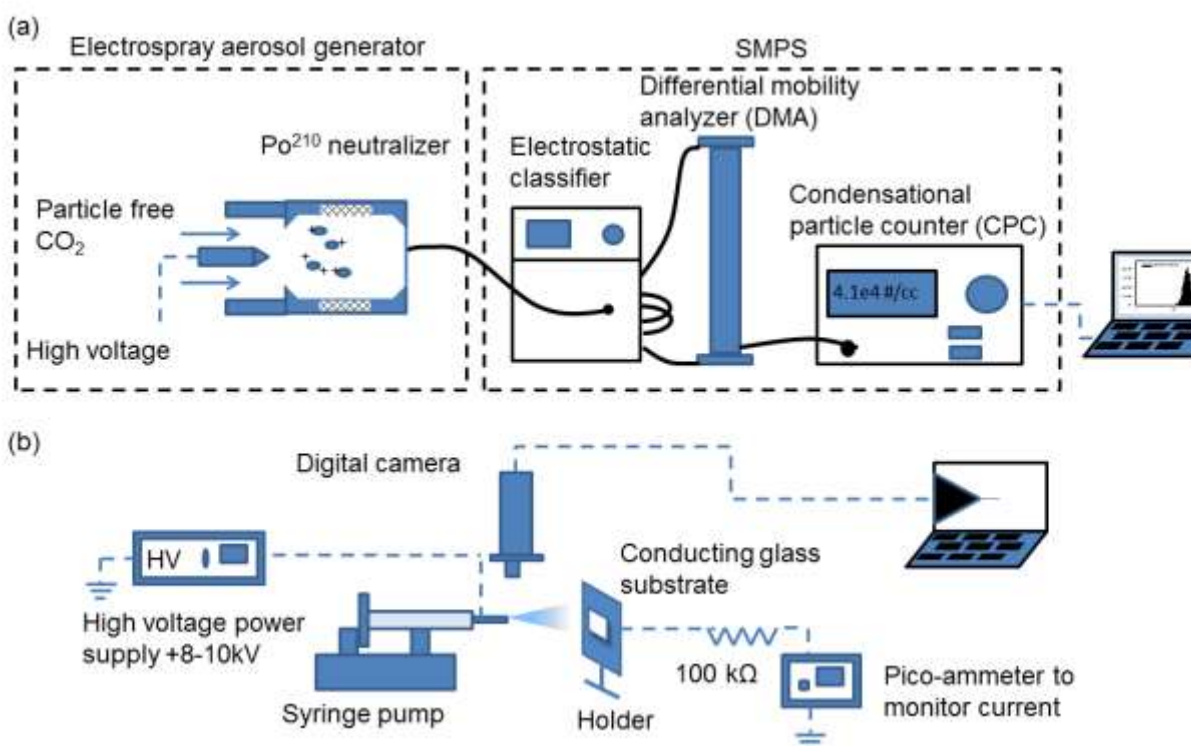 (a)
Electrospray aerosol generator
SMPS
Differential mobility
analyzer (DMA)
Po²¹⁰ neutralizer
Electrostatic
classifier
Condensational
particle counter (CPC)
Particle free
CO₂
4.1e4 #/cc
High voltage
(b)
Digital camera
HV
Conducting glass
substrate
High voltage power
supply +8-10kV
100 kΩ
Pico-ammeter to
monitor current
Syringe pump
Holder